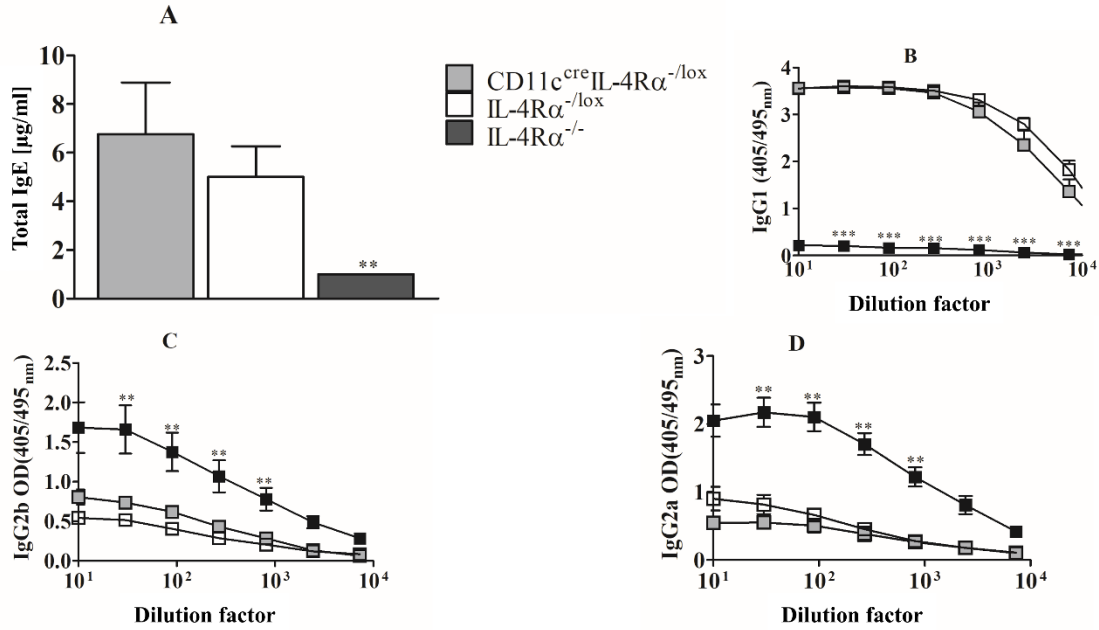 A
Total IgE [µg/ml]
10
8
6
4
2
0
**
CD11c^creIL-4Rα^-/lox
IL-4Rα^-/lox
IL-4Rα^-/-
B
IgG1 (405/495nm)
4
3
2
1
0
*** *** *** *** *** ***
10^1 10^2 10^3 10^4
Dilution factor
C
IgG2b OD(405/495nm)
2.5
2.0
1.5
1.0
0.5
0.0
** ** ** ** **
10^1 10^2 10^3 10^4
Dilution factor
D
IgG2a OD(405/495nm)
3
2
1
0
** ** ** ** **
10^1 10^2 10^3 10^4
Dilution factor